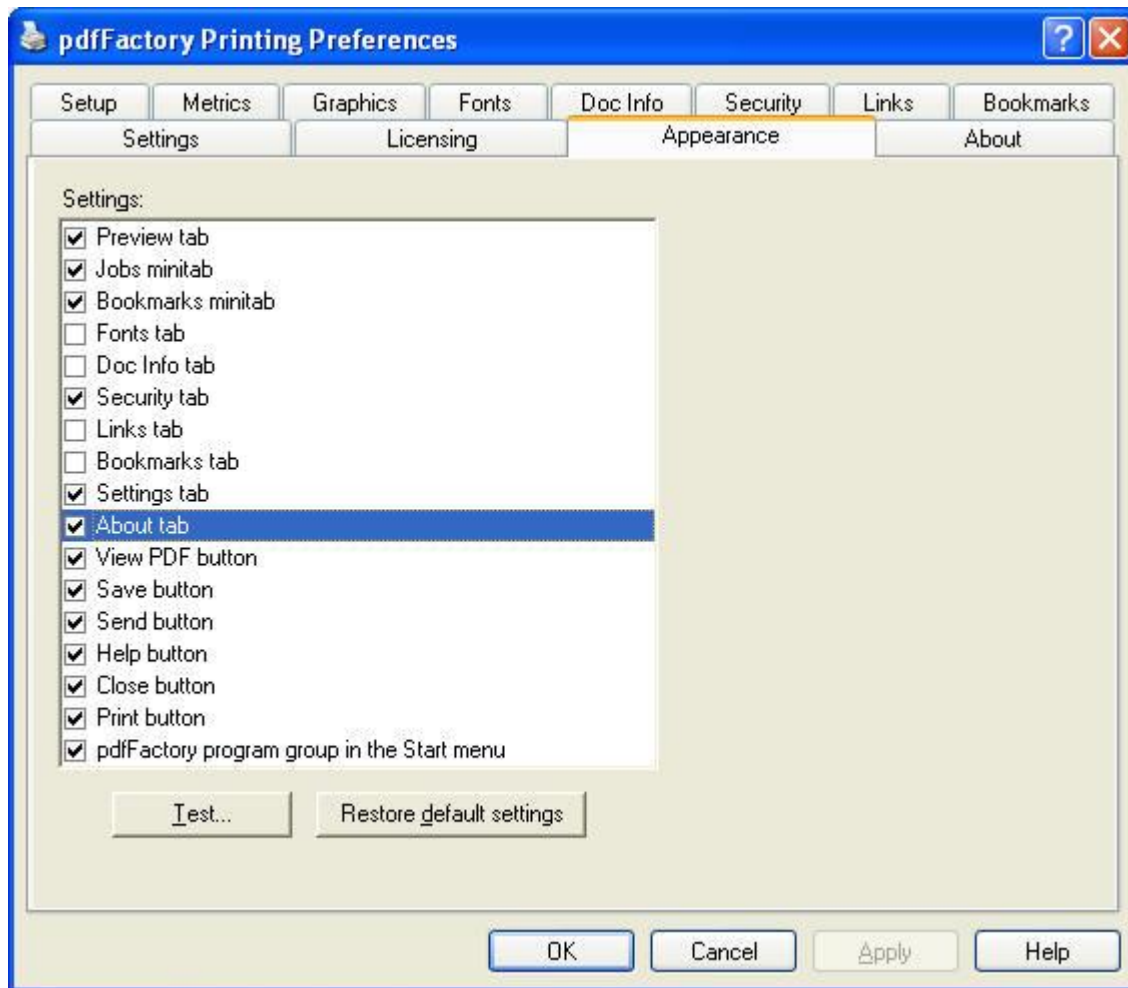 pdfFactory Printing Preferences
Setup Metrics Graphics Fonts Doc Info Security Links Bookmarks
Settings Licensing Appearance About
Settings:
Preview tab
Jobs minitab
Bookmarks minitab
Fonts tab
Doc Info tab
Security tab
Links tab
Bookmarks tab
Settings tab
About tab
View PDF button
Save button
Send button
Help button
Close button
Print button
pdfFactory program group in the Start menu
Test... Restore default settings
OK Cancel Apply Help